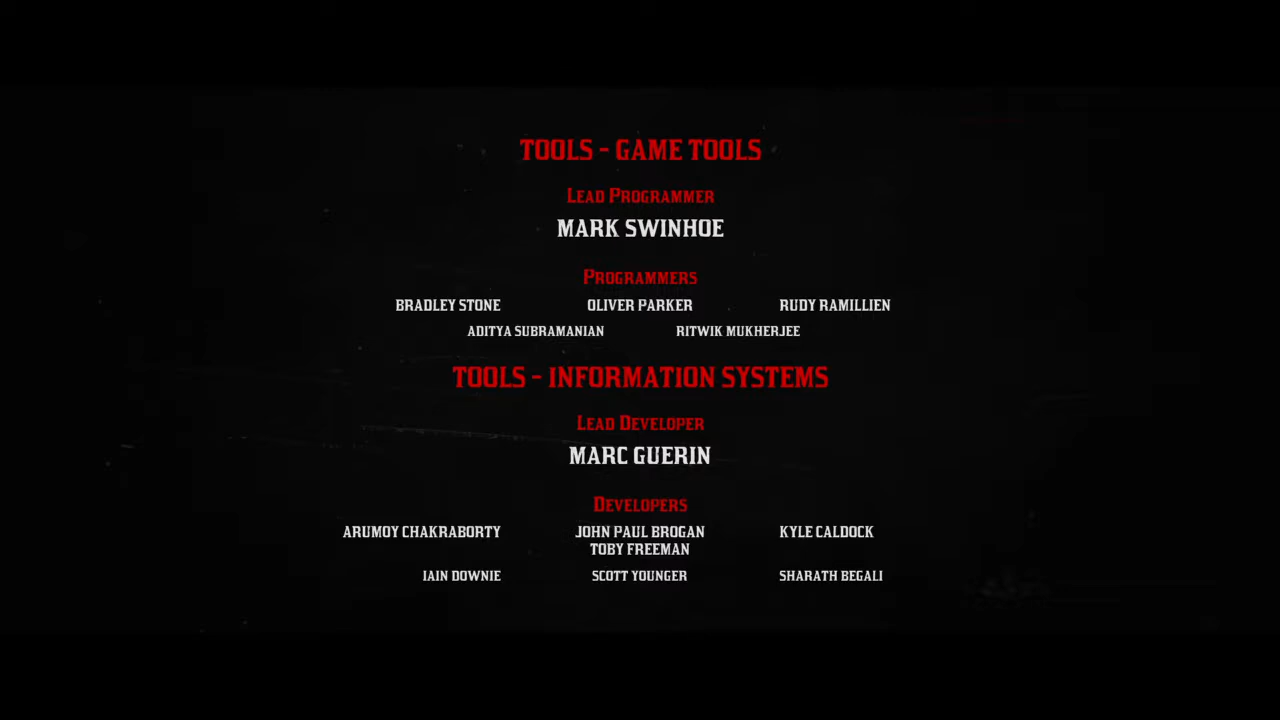 TOOLS - GAME TOOLS
LEAD PROGRAMMER
MARK SWINHOE
PROGRAMMERS
BRADLEY STONE OLIVER PARKER RUDY RAMILLIEN
ADITYA SUBRAMANIAN RITWIK MUKHERJEE
TOOLS - INFORMATION SYSTEMS
LEAD DEVELOPER
MARC GUERIN
DEVELOPERS
ARUMOY CHAKRABORTY JOHN PAUL BROGAN KYLE CALDOCK
TOBY FREEMAN
IAIN DOWNIE SCOTT YOUNGER SHARATH BEGALI